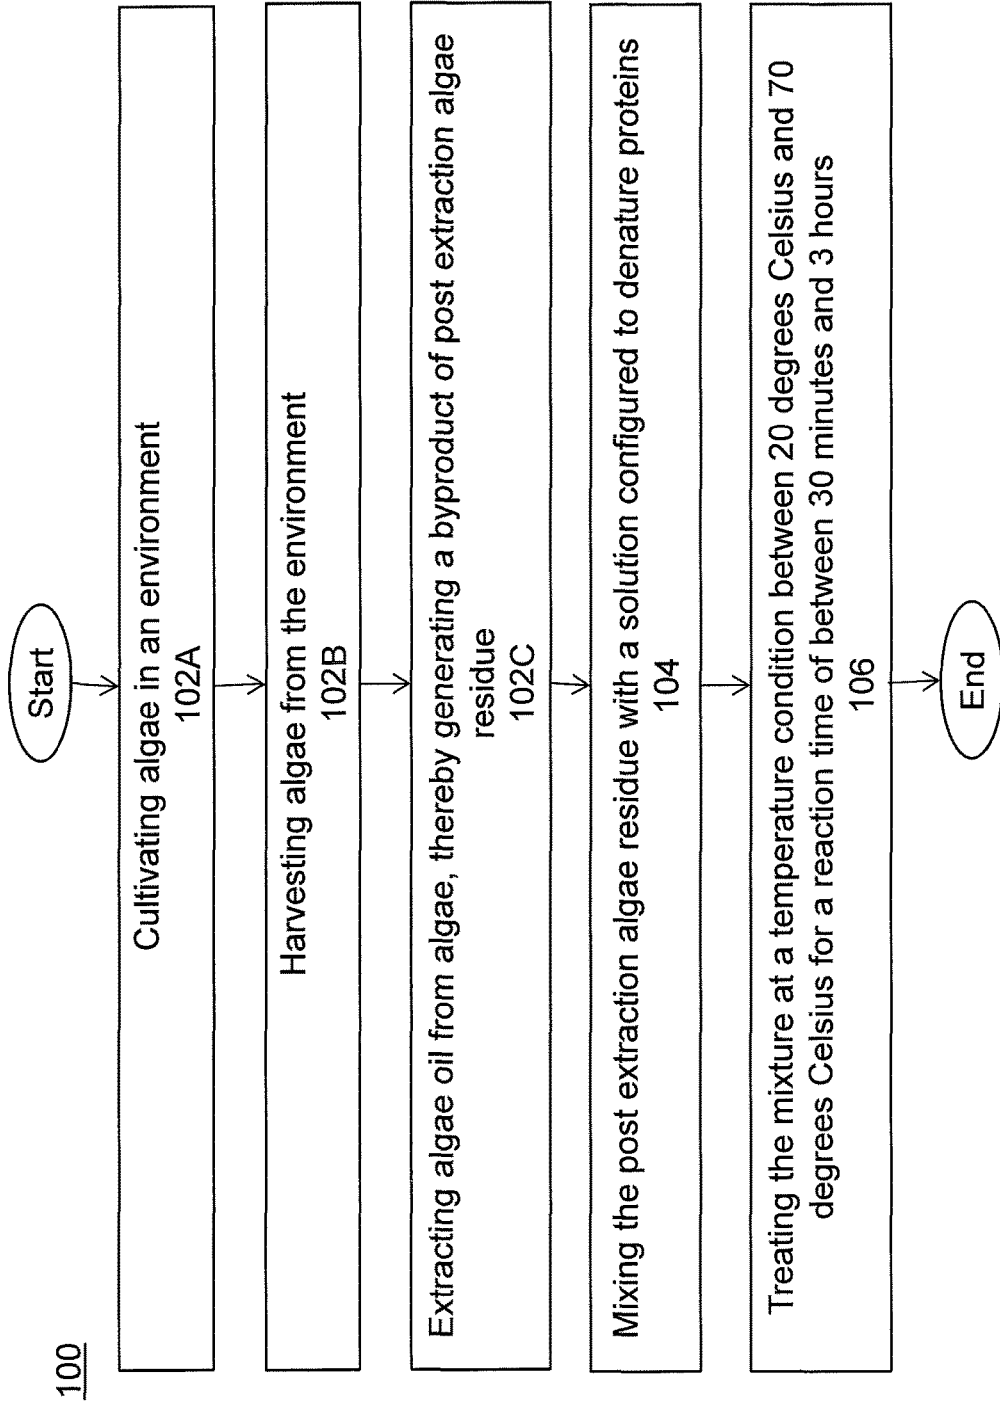 100
Start
Cultivating algae in an environment
102A
Harvesting algae from the environment
102B
Extracting algae oil from algae, thereby generating a byproduct of post extraction algae
residue
102C
Mixing the post extraction algae residue with a solution configured to denature proteins
104
Treating the mixture at a temperature condition between 20 degrees Celsius and 70
degrees Celsius for a reaction time of between 30 minutes and 3 hours
106
End